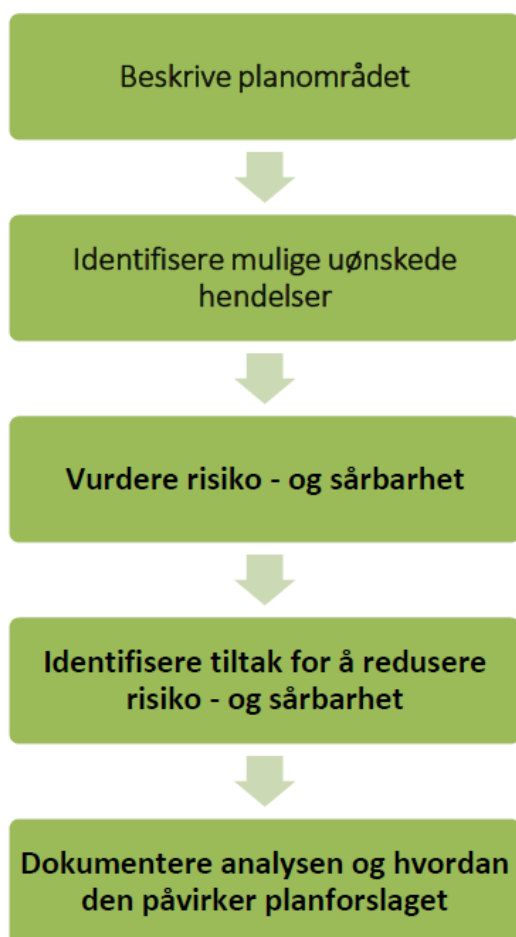 Beskrive planområdet
Identifisere mulige uønskede
hendelser
Vurdere risiko - og sårbarhet
Identifisere tiltak for å redusere
risiko - og sårbarhet
Dokumentere analysen og hvordan
den påvirker planforslaget